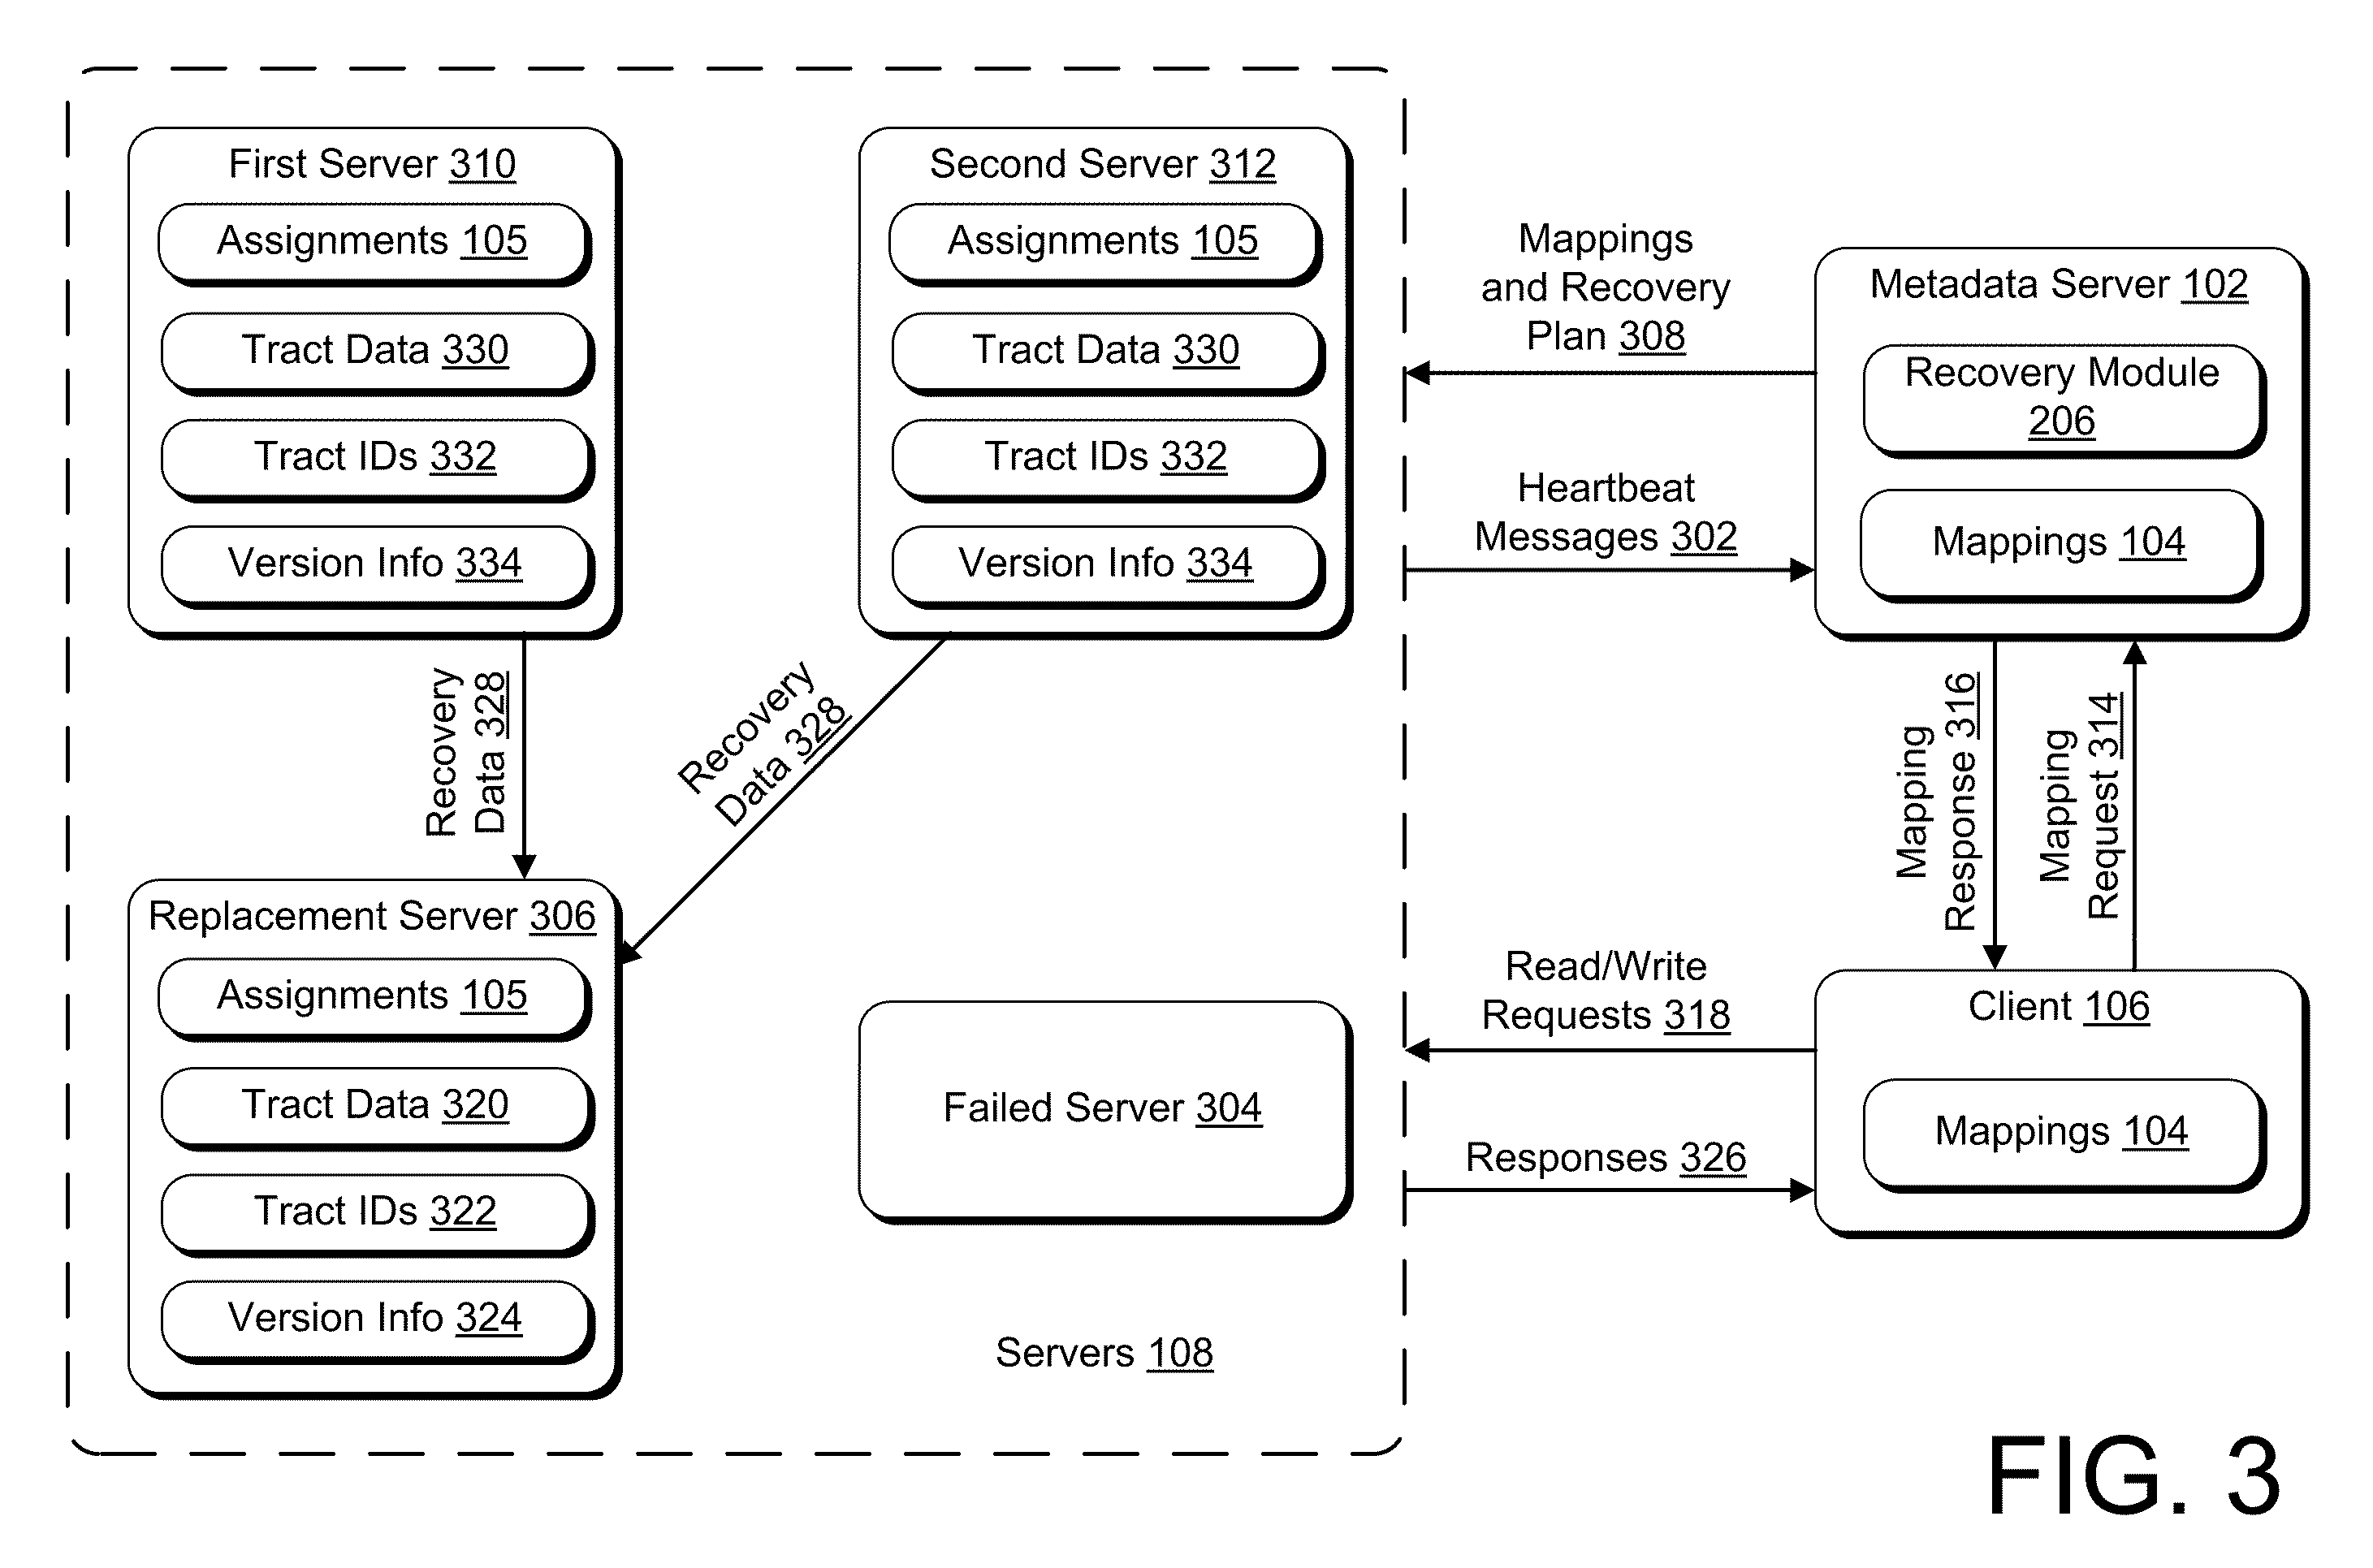 First Server 310
Assignments 105
Tract Data 330
Tract IDs 332
Version Info 334
Second Server 312
Assignments 105
Tract Data 330
Tract IDs 332
Version Info 334
Mappings
and Recovery
Plan 308
Heartbeat
Messages 302
Metadata Server 102
Recovery Module
206
Mappings 104
Recovery
Data 328
Recovery
Data 328
Mapping
Response 316
Mapping
Request 314
Replacement Server 306
Assignments 105
Tract Data 320
Tract IDs 322
Version Info 324
Failed Server 304
Servers 108
Read/Write
Requests 318
Responses 326
Client 106
Mappings 104
FIG. 3